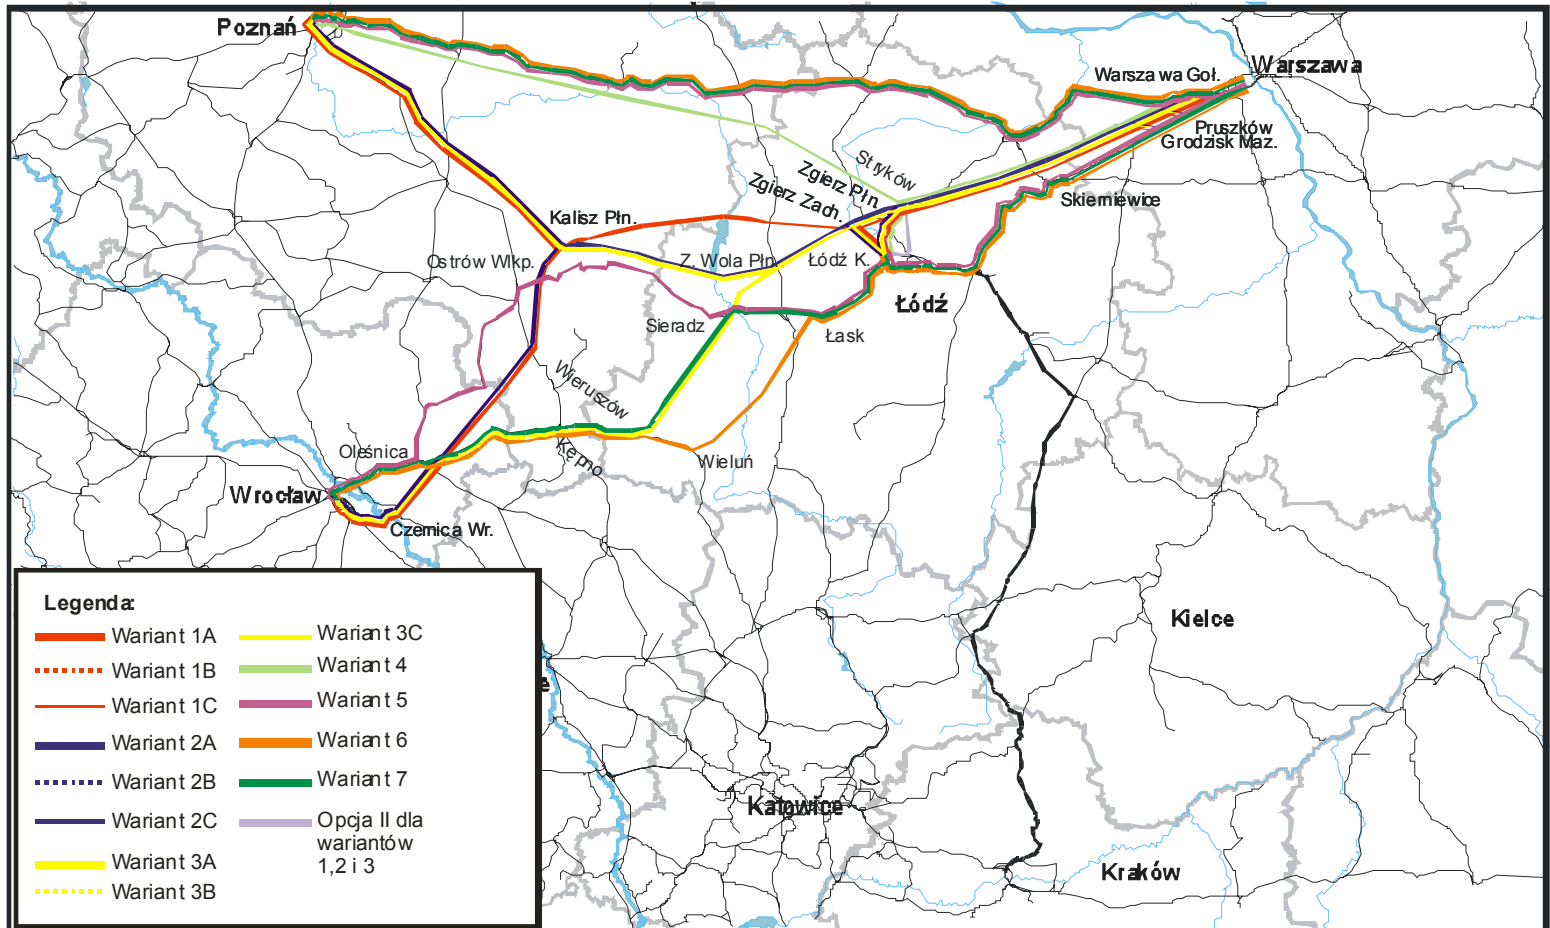 Poznań
Warszawa
Warszawa Goł.
Pruszków
Grodzisk Maz.
Stryków
Zgierz Płn.
Zgierz Zach.
Skierniewice
Kalisz Płn.
Ostrów Wlkp.
Z. Wola Płn.
Łódź K.
Łódź
Sieradz
Łask
Wieruszów
Oleśnica
Kępno
Wieluń
Wrocław
Czernica Wr.
Kielce
Katowice
Kraków
Legenda:
Wariant 1A
Wariant 1B
Wariant 1C
Wariant 2A
Wariant 2B
Wariant 2C
Wariant 3A
Wariant 3B
Wariant 3C
Wariant 4
Wariant 5
Wariant 6
Wariant 7
Opcja II dla
wariantów
1,2 i 3